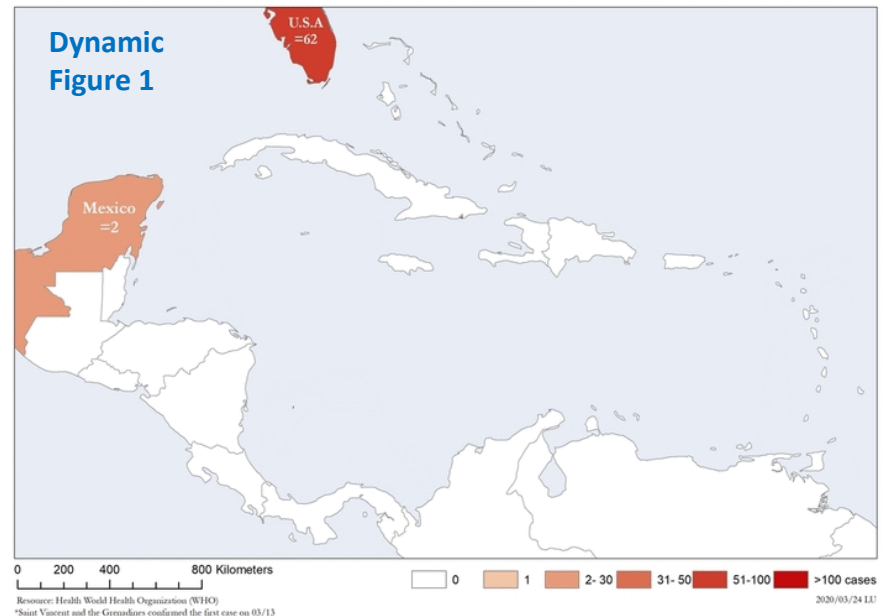 Dynamic
Figure 1
U.S.A
=62
Mexico
=2
0 200 400 800 Kilometers
0 1 2- 30 31- 50 51-100 >100 cases
Resource: Health World Health Organization (WHO)
2020/03/24 LU
*Saint Vincent and the Grenadines confirmed the first case on 03/13